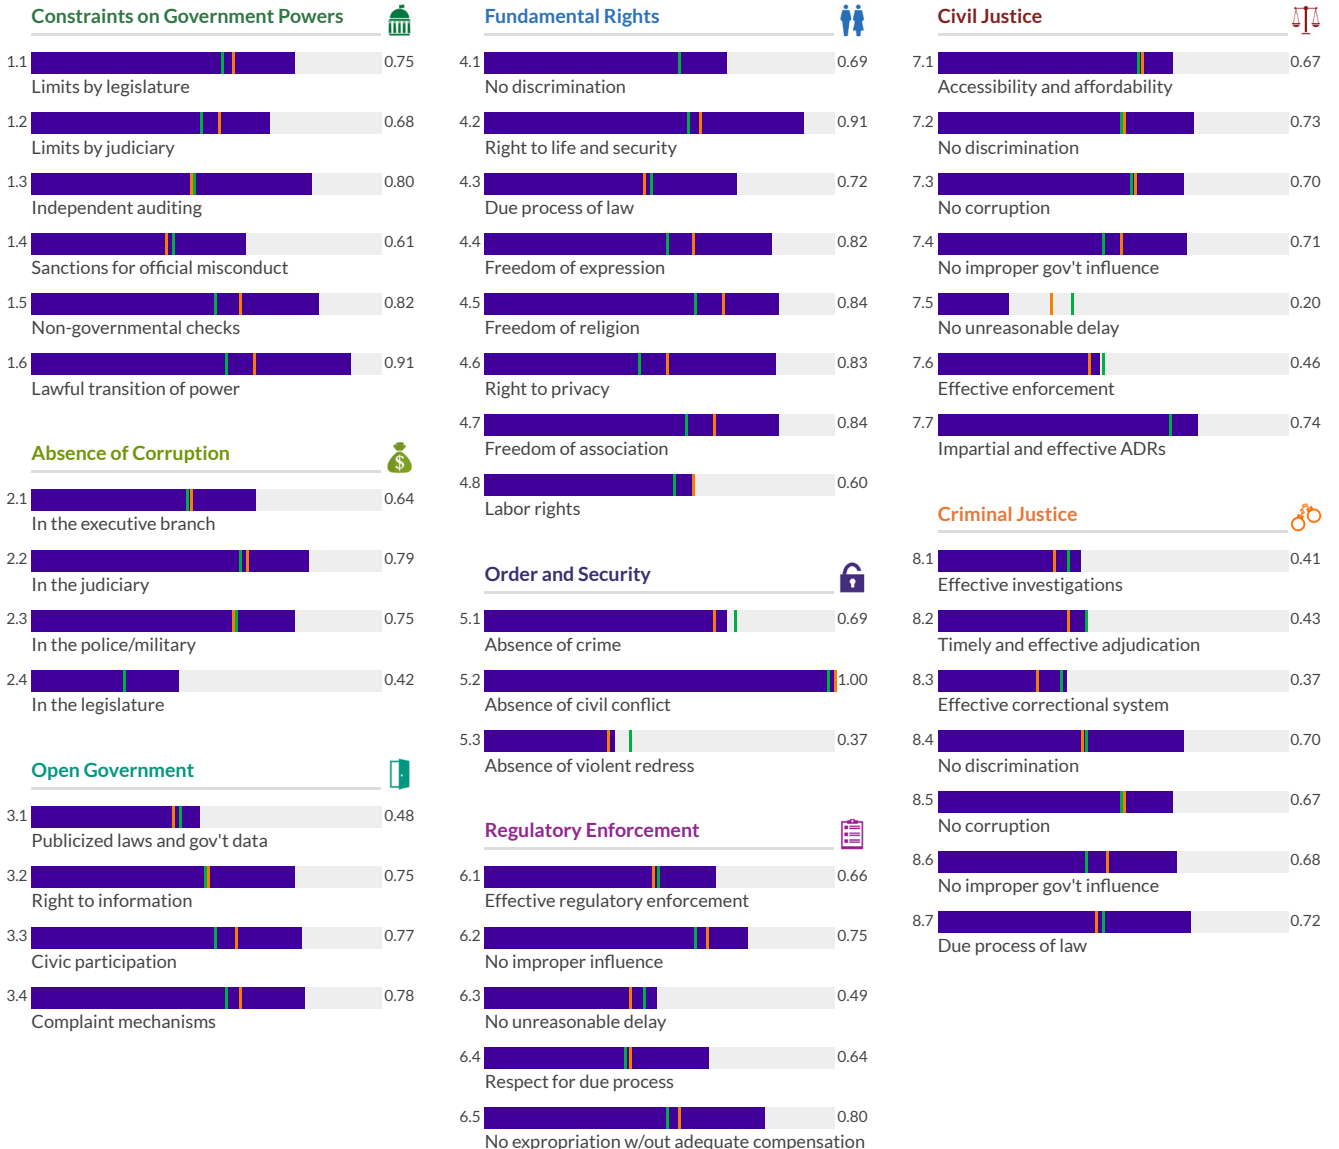 Constraints on Government Powers
1.1 0.75
Limits by legislature
1.2 0.68
Limits by judiciary
1.3 0.80
Independent auditing
1.4 0.61
Sanctions for official misconduct
1.5 0.82
Non-governmental checks
1.6 0.91
Lawful transition of power
Absence of Corruption
$
2.1 0.64
In the executive branch
2.2 0.79
In the judiciary
2.3 0.75
In the police/military
2.4 0.42
In the legislature
Open Government
3.1 0.48
Publicized laws and gov't data
3.2 0.75
Right to information
3.3 0.77
Civic participation
3.4 0.78
Complaint mechanisms
Fundamental Rights
4.1 0.69
No discrimination
4.2 0.91
Right to life and security
4.3 0.72
Due process of law
4.4 0.82
Freedom of expression
4.5 0.84
Freedom of religion
4.6 0.83
Right to privacy
4.7 0.84
Freedom of association
4.8 0.60
Labor rights
Order and Security
5.1 0.69
Absence of crime
5.2 1.00
Absence of civil conflict
5.3 0.37
Absence of violent redress
Regulatory Enforcement
6.1 0.66
Effective regulatory enforcement
6.2 0.75
No improper influence
6.3 0.49
No unreasonable delay
6.4 0.64
Respect for due process
6.5 0.80
No expropriation w/out adequate compensation
Civil Justice
7.1 0.67
Accessibility and affordability
7.2 0.73
No discrimination
7.3 0.70
No corruption
7.4 0.71
No improper gov't influence
7.5 0.20
No unreasonable delay
7.6 0.46
Effective enforcement
7.7 0.74
Impartial and effective ADRs
Criminal Justice
8.1 0.41
Effective investigations
8.2 0.43
Timely and effective adjudication
8.3 0.37
Effective correctional system
8.4 0.70
No discrimination
8.5 0.67
No corruption
8.6 0.68
No improper gov't influence
8.7 0.72
Due process of law